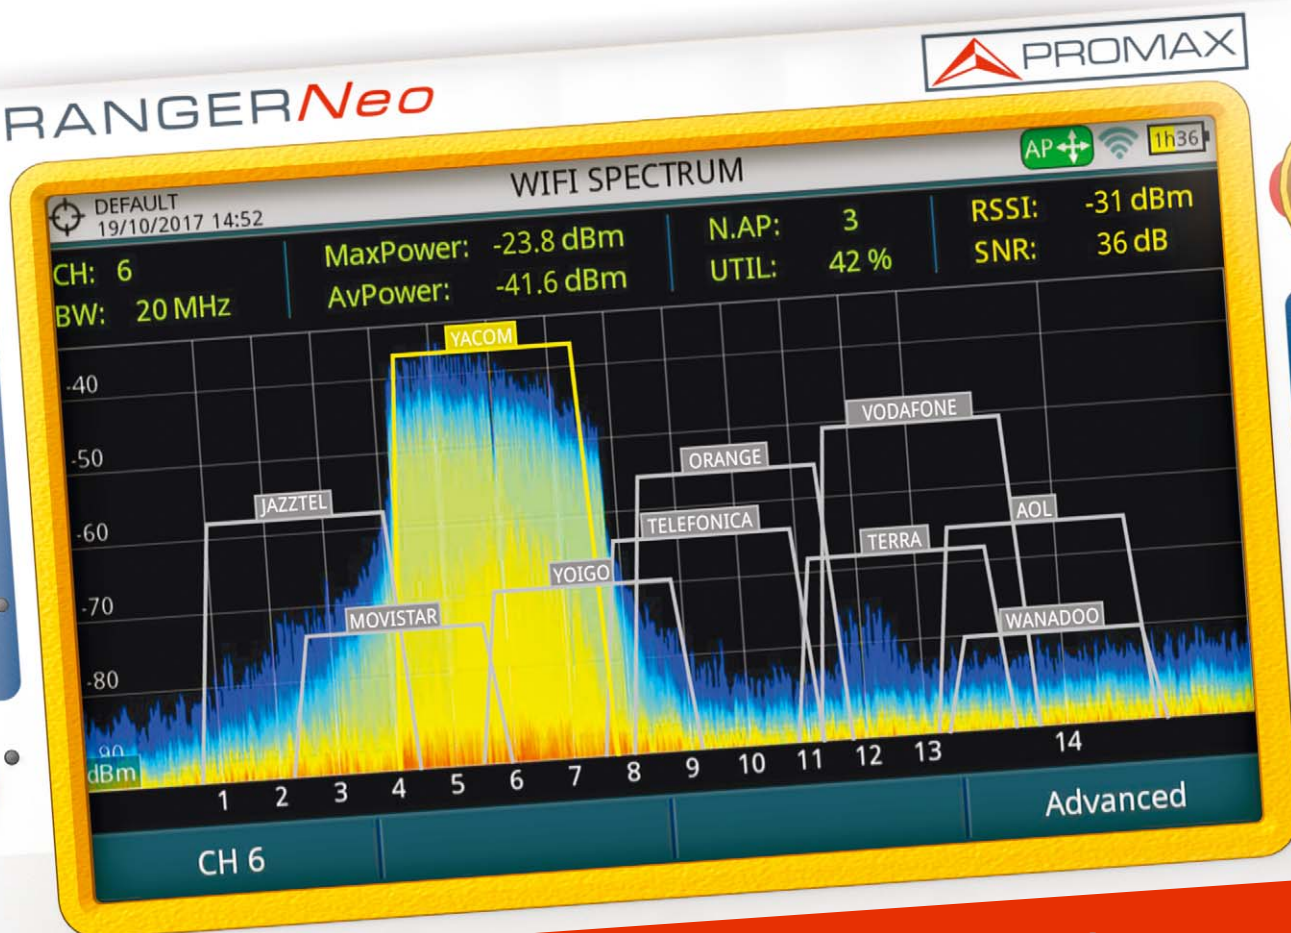 RANGERNeo
PROMAX
DEFAULT
19/10/2017 14:52
WIFI SPECTRUM
AP
1h36
CH: 6
BW: 20 MHz
MaxPower: -23.8 dBm
AvPower: -41.6 dBm
N.AP: 3
UTIL: 42 %
RSSI: -31 dBm
SNR: 36 dB
YACOM
-40
VODAFONE
-50
ORANGE
JAZZTEL
AOL
-60
TELEFONICA
TERRA
YOIGO
-70
MOVISTAR
WANADOO
-80
-90
dBm
1 2 3 4 5 6 7 8 9 10 11 12 13 14
CH 6
Advanced